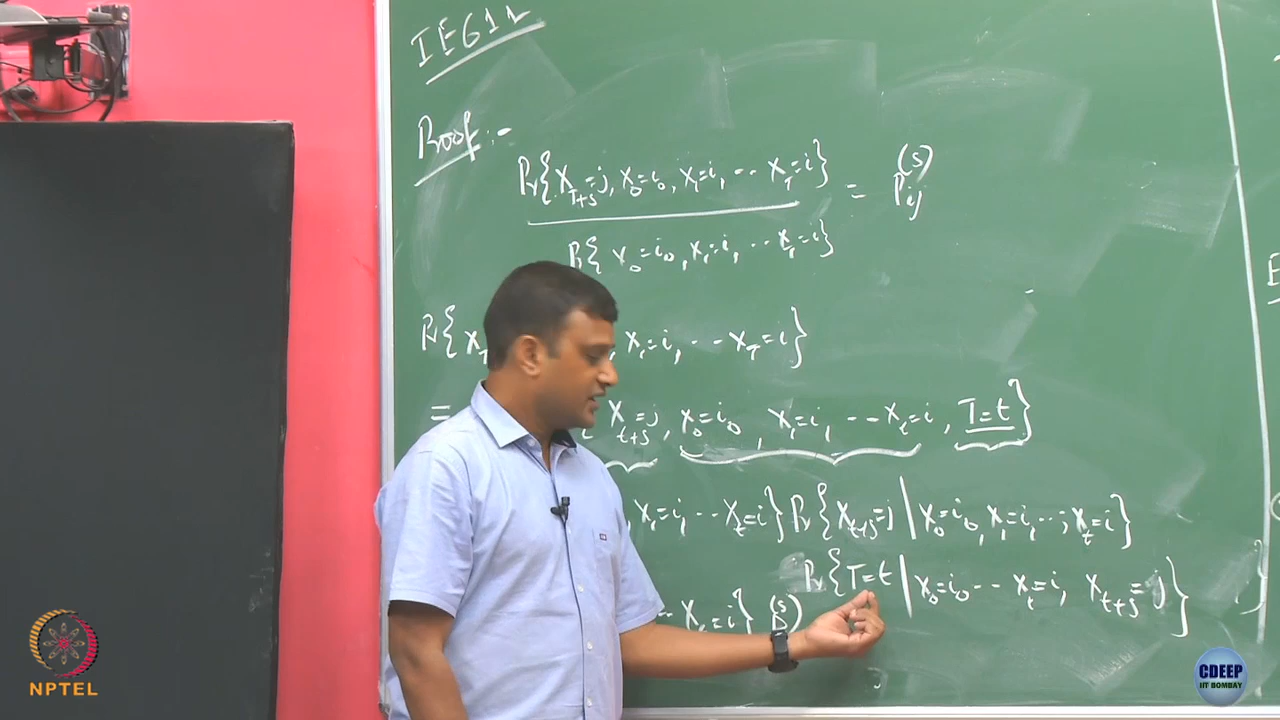 IE611
Proof :-
Pr{X_{T+s}=j, X_0=i_0, X_1=i_1 ... X_T=i} = P_{ij}^{(s)}
Pr{ X_0=i_0, X_1=i_1 ... X_T=i}
Pr{X_T X_1=i_1 ... X_T=i}
= X_{t+s}=j, X_0=i_0, X_1=i_1, ... X_t=i, T=t}
X_1=i_1 ... X_t=i} Pr{X_{t+s}=j | X_0=i_0, X_1=i_1 ..., X_t=i}
Pr{T=t | X_0=i_0 ... X_t=i, X_{t+s}=j}
... X_t=i} P^{(s)}
NPTEL
CDEEP
IIT BOMBAY